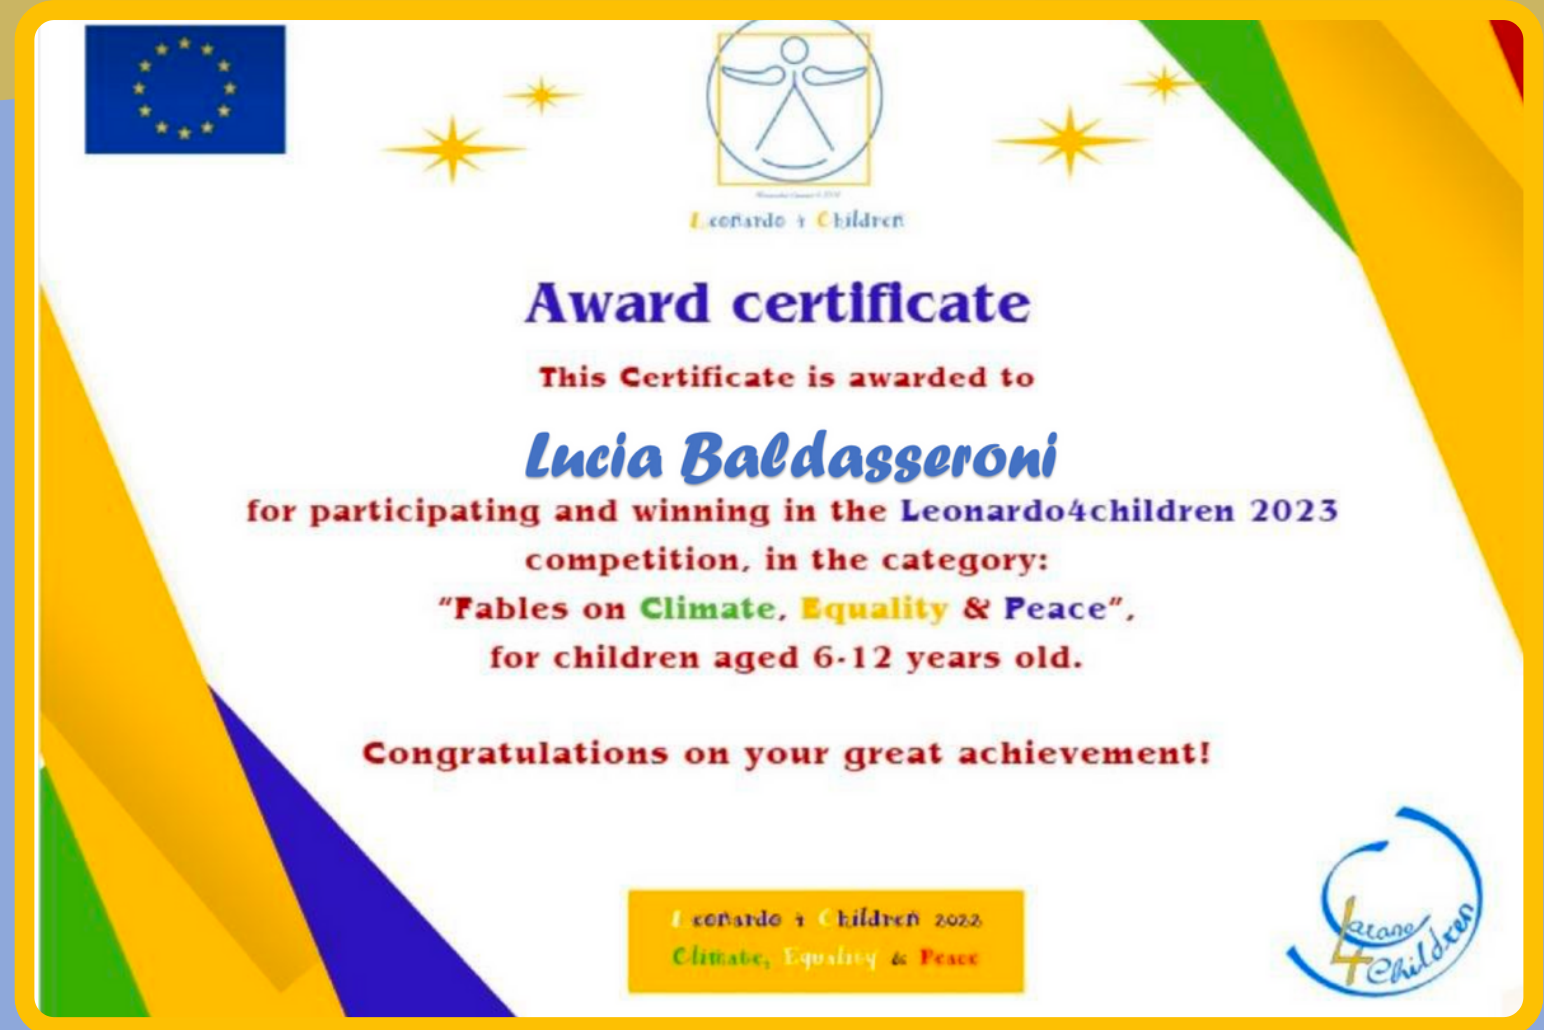 Leonardo 4 Children
Award certificate
This Certificate is awarded to
Lucia Baldasseroni
for participating and winning in the Leonardo4children 2023
competition, in the category:
"Fables on Climate, Equality & Peace",
for children aged 6-12 years old.
Congratulations on your great achievement!
Leonardo 4 Children 2022
Climate, Equality & Peace
4
Children